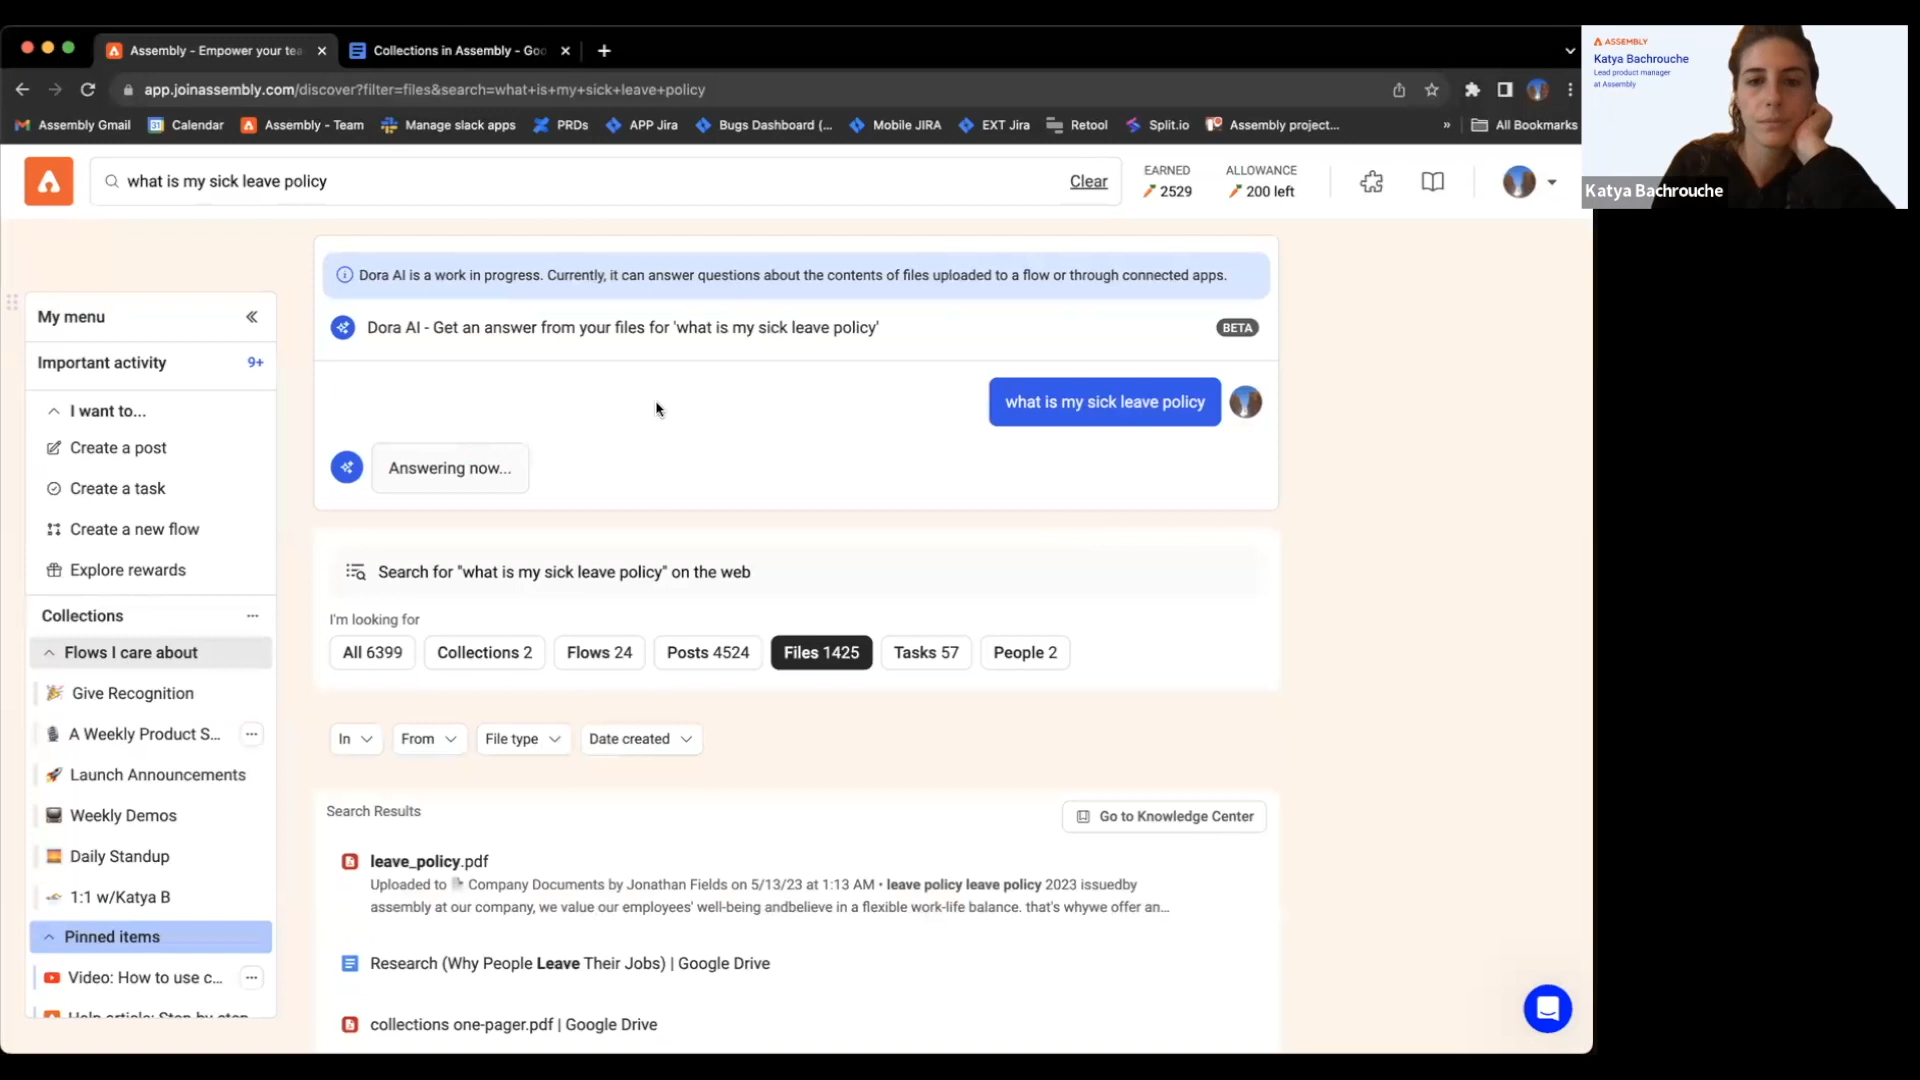 Assembly - Empower your tea
Collections in Assembly - Goo
app.joinassembly.com/discover?filter=files&search=what+is+my+sick+leave+policy
Assembly Gmail
Calendar
Assembly - Team
Manage slack apps
PRDs
APP Jira
Bugs Dashboard (...
Mobile JIRA
EXT Jira
Retool
Split.io
Assembly project...
»
All Bookmarks
ASSEMBLY
Katya Bachrouche
Lead product manager
at Assembly
Katya Bachrouche
what is my sick leave policy
Clear
EARNED
2529
ALLOWANCE
200 left
Dora AI is a work in progress. Currently, it can answer questions about the contents of files uploaded to a flow or through connected apps.
Dora AI - Get an answer from your files for 'what is my sick leave policy'
BETA
what is my sick leave policy
Answering now...
My menu
Important activity
9+
I want to...
Create a post
Create a task
Create a new flow
Explore rewards
Collections
Flows I care about
Give Recognition
A Weekly Product S...
Launch Announcements
Weekly Demos
Daily Standup
1:1 w/Katya B
Pinned items
Video: How to use c...
Help article: Step by step
Search for "what is my sick leave policy" on the web
I'm looking for
All 6399
Collections 2
Flows 24
Posts 4524
Files 1425
Tasks 57
People 2
In
From
File type
Date created
Search Results
Go to Knowledge Center
leave_policy.pdf
Uploaded to Company Documents by Jonathan Fields on 5/13/23 at 1:13 AM • leave policy leave policy 2023 issuedby
assembly at our company, we value our employees' well-being andbelieve in a flexible work-life balance. that's whywe offer an...
Research (Why People Leave Their Jobs) | Google Drive
collections one-pager.pdf | Google Drive